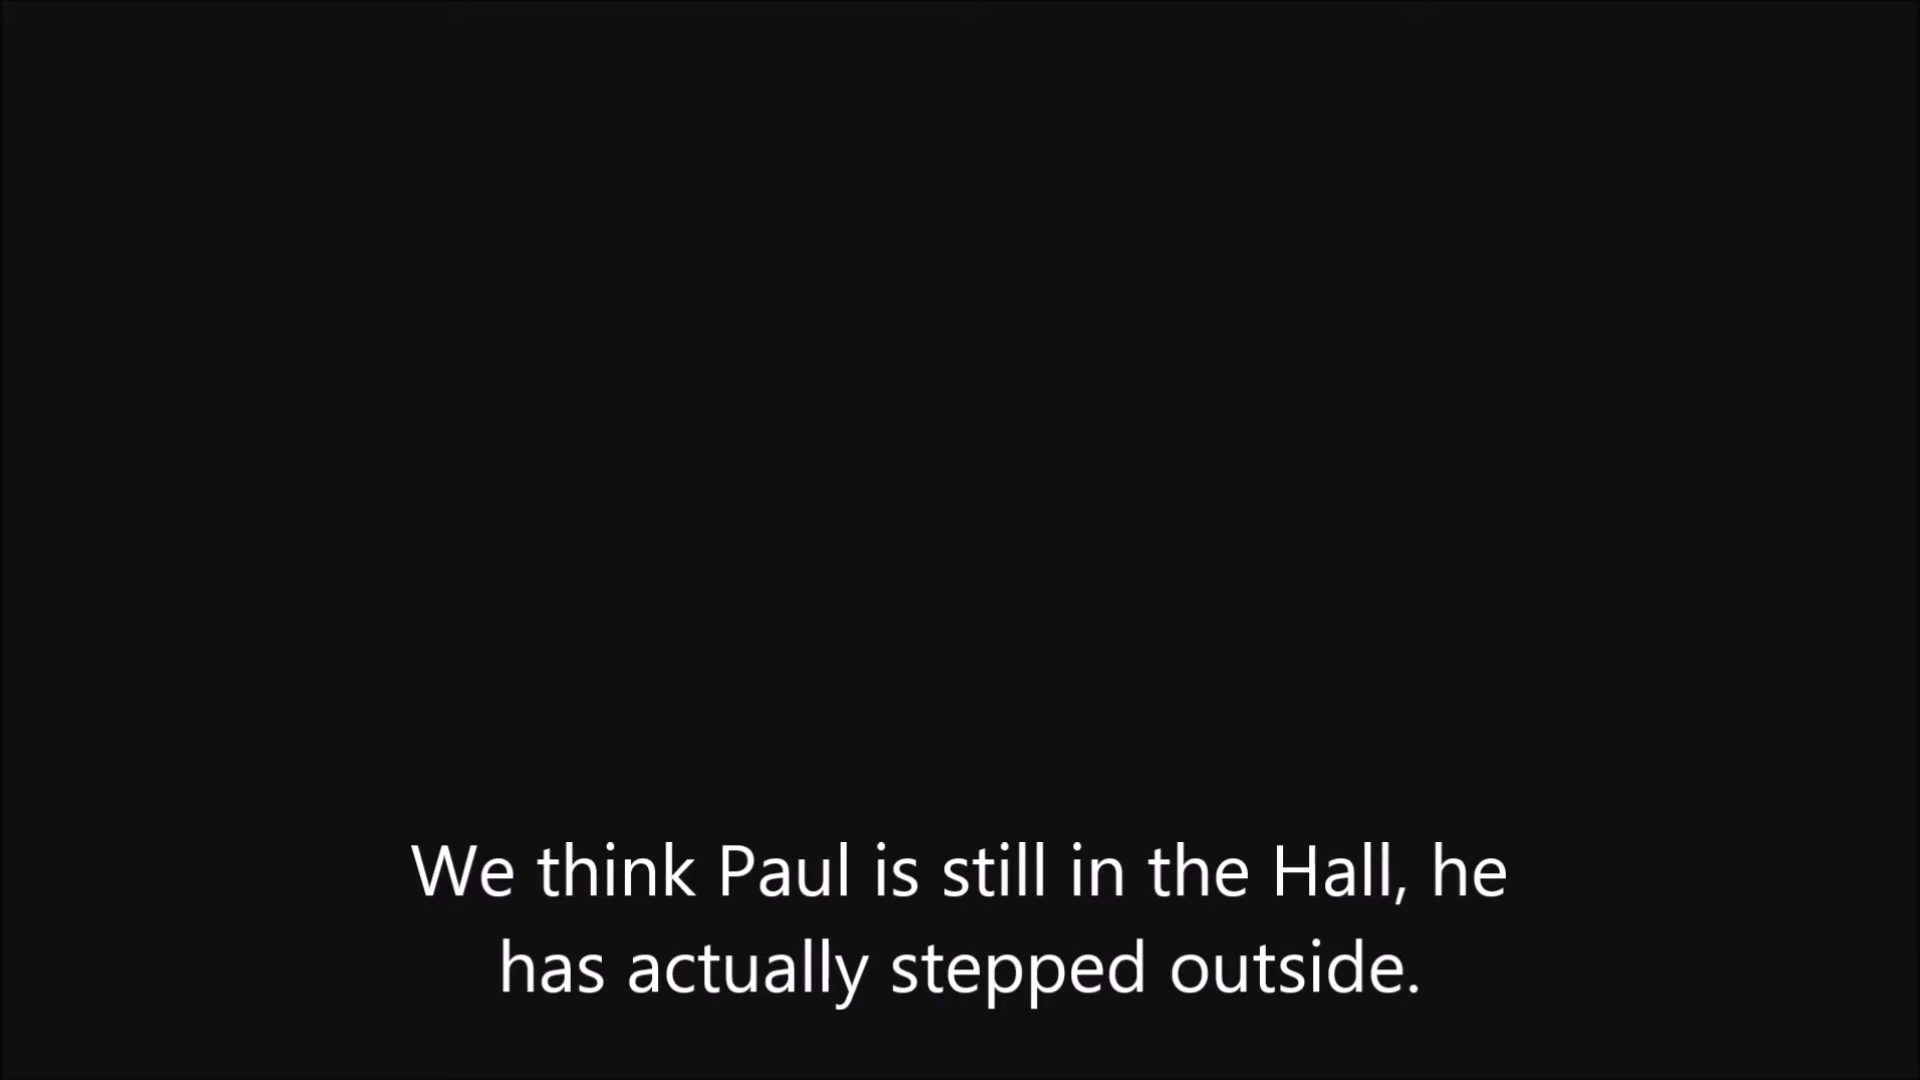 We think Paul is still in the Hall, he
has actually stepped outside.